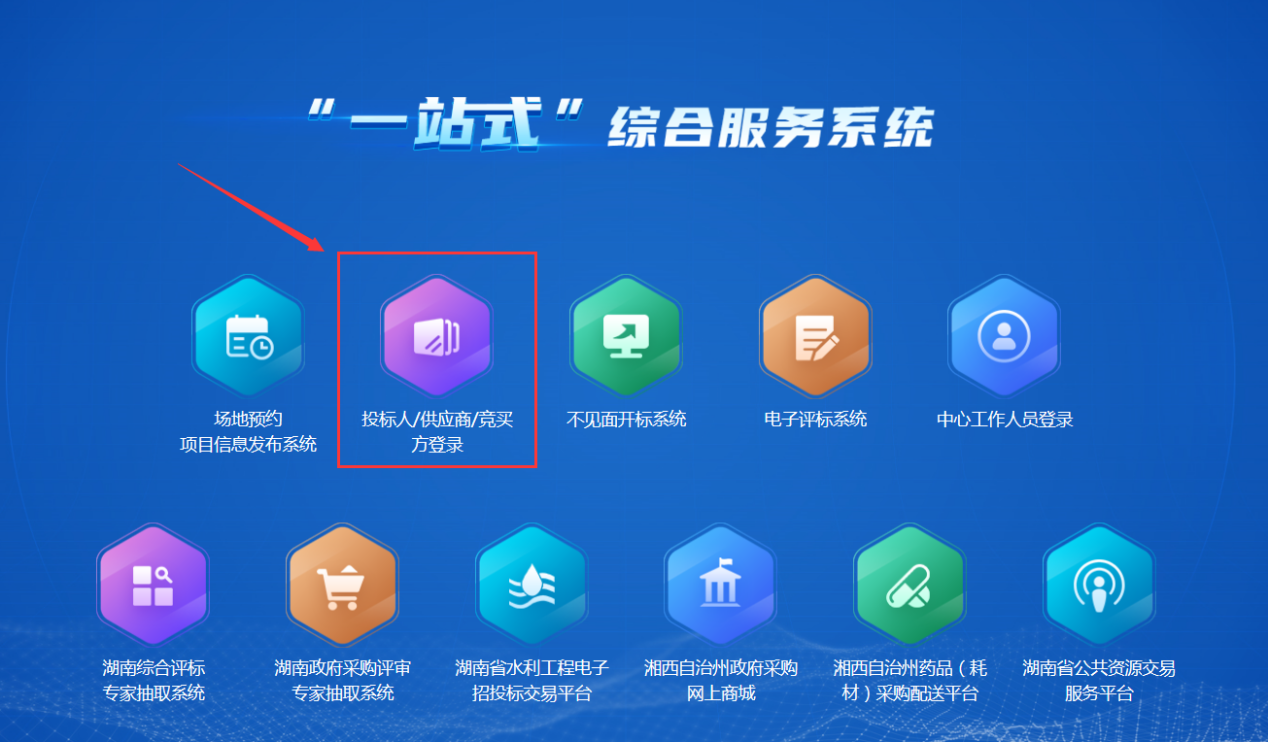 “一站式”综合服务系统
场地预约
项目信息发布系统
投标人/供应商/竞买
方登录
不见面开标系统
电子评标系统
中心工作人员登录
湖南综合评标
专家抽取系统
湖南政府采购评审
专家抽取系统
湖南省水利工程电子
招投标交易平台
湘西自治州政府采购
网上商城
湘西自治州药品（耗
材）采购配送平台
湖南省公共资源交易
服务平台